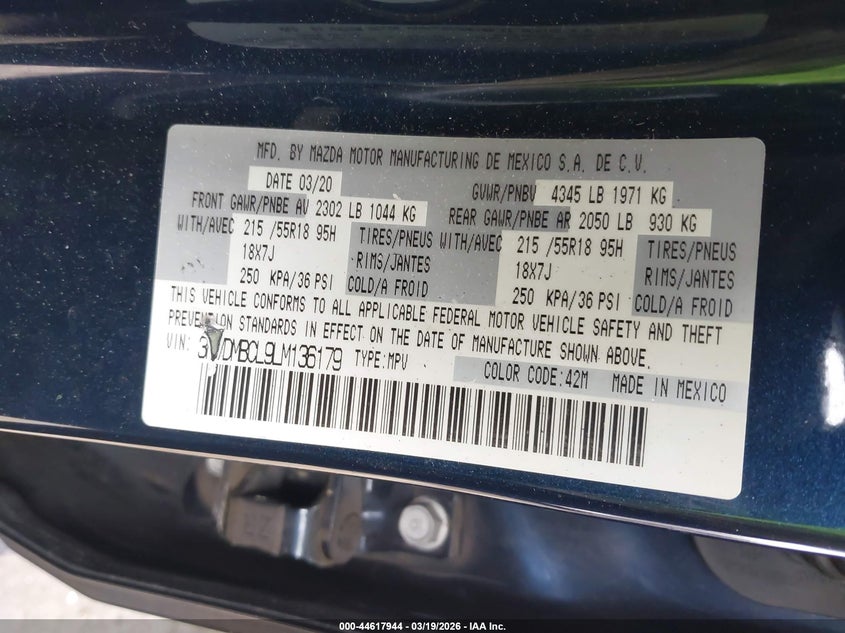 MFD. BY MAZDA MOTOR MANUFACTURING DE MEXICO S.A. DE C.V.
DATE 03/20 GVWR/PNBV 4345 LB 1971 KG
FRONT GAWR/PNBE AV 2302 LB 1044 KG REAR GAWR/PNBE AR 2050 LB 930 KG
WITH/AVEC 215 /55R18 95H TIRES/PNEUS WITH/AVEC 215 /55R18 95H TIRES/PNEUS
18X7J RIMS/JANTES 18X7J RIMS/JANTES
250 KPA/36 PSI COLD/A FROID 250 KPA/36 PSI COLD/A FROID
THIS VEHICLE CONFORMS TO ALL APPLICABLE FEDERAL MOTOR VEHICLE SAFETY AND THEFT
PREVENTION STANDARDS IN EFFECT ON THE DATE OF MANUFACTURE SHOWN ABOVE.
VIN: TYPE:MPV COLOR CODE:42M MADE IN MEXICO
000-44617944 - 03/19/2026 - IAA Inc.